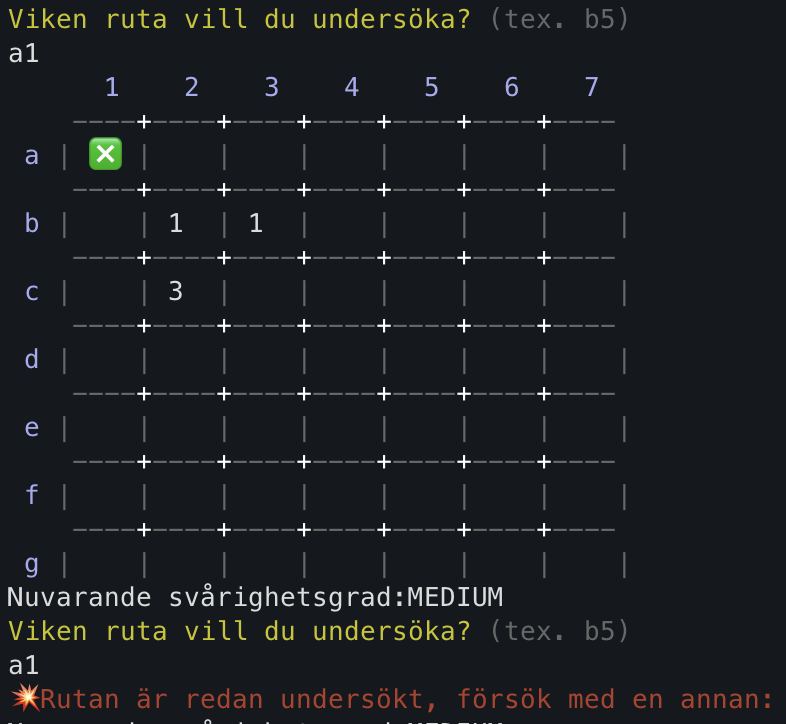 Viken ruta vill du undersöka? (tex. b5)
a1
1 2 3 4 5 6 7
----+----+----+----+----+----+----
a | ❎ | | | | | | |
----+----+----+----+----+----+----
b | | 1 | 1 | | | | |
----+----+----+----+----+----+----
c | | 3 | | | | | |
----+----+----+----+----+----+----
d | | | | | | | |
----+----+----+----+----+----+----
e | | | | | | | |
----+----+----+----+----+----+----
f | | | | | | | |
----+----+----+----+----+----+----
g | | | | | | | |
Nuvarande svårighetsgrad:MEDIUM
Viken ruta vill du undersöka? (tex. b5)
a1
💥Rutan är redan undersökt, försök med en annan: